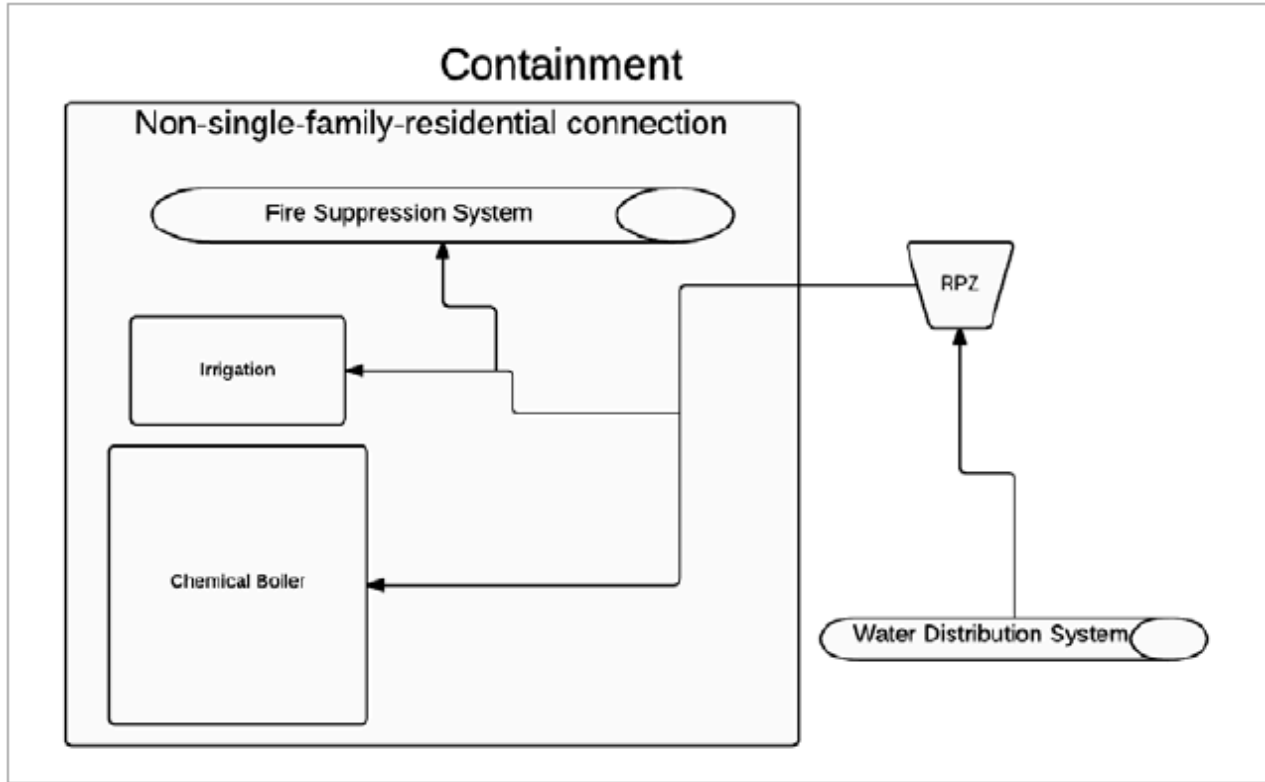 Containment
Non-single-family-residential connection
Fire Suppression System
RPZ
Irrigation
Chemical Boiler
Water Distribution System